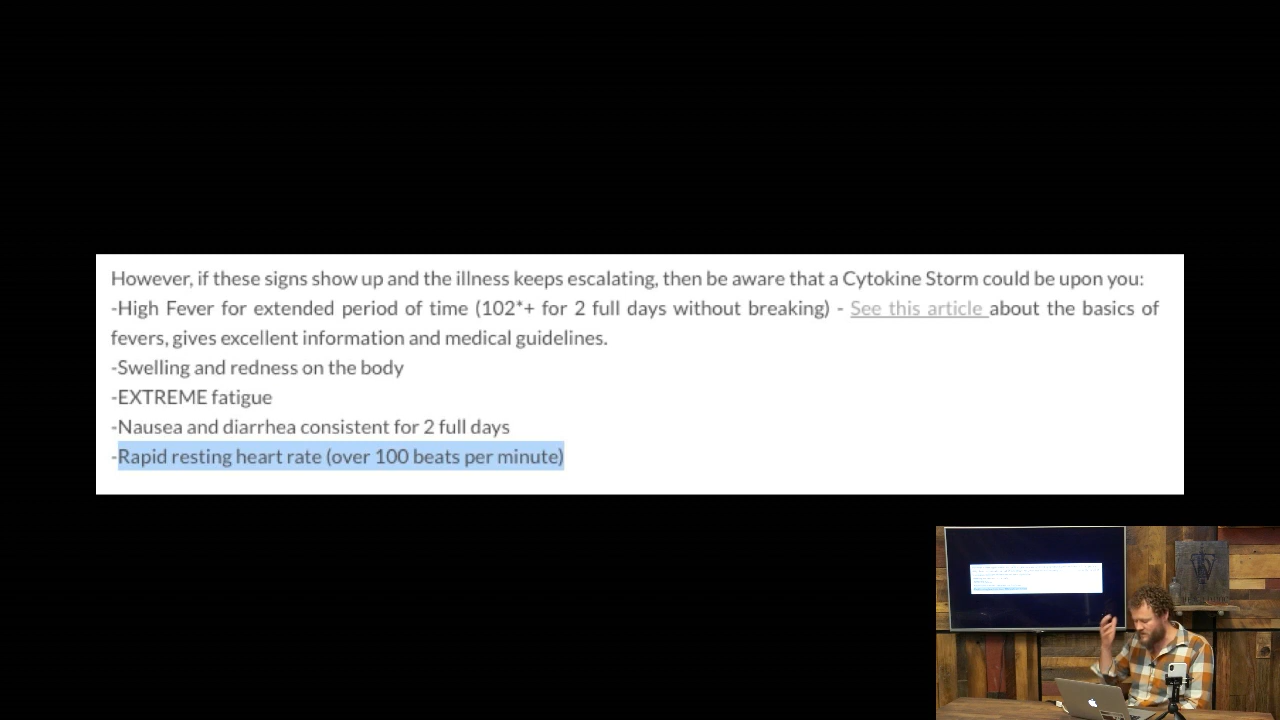 However, if these signs show up and the illness keeps escalating, then be aware that a Cytokine Storm could be upon you:
-High Fever for extended period of time (102*+ for 2 full days without breaking) - See this article about the basics of
fevers, gives excellent information and medical guidelines.
-Swelling and redness on the body
-EXTREME fatigue
-Nausea and diarrhea consistent for 2 full days
-Rapid resting heart rate (over 100 beats per minute)